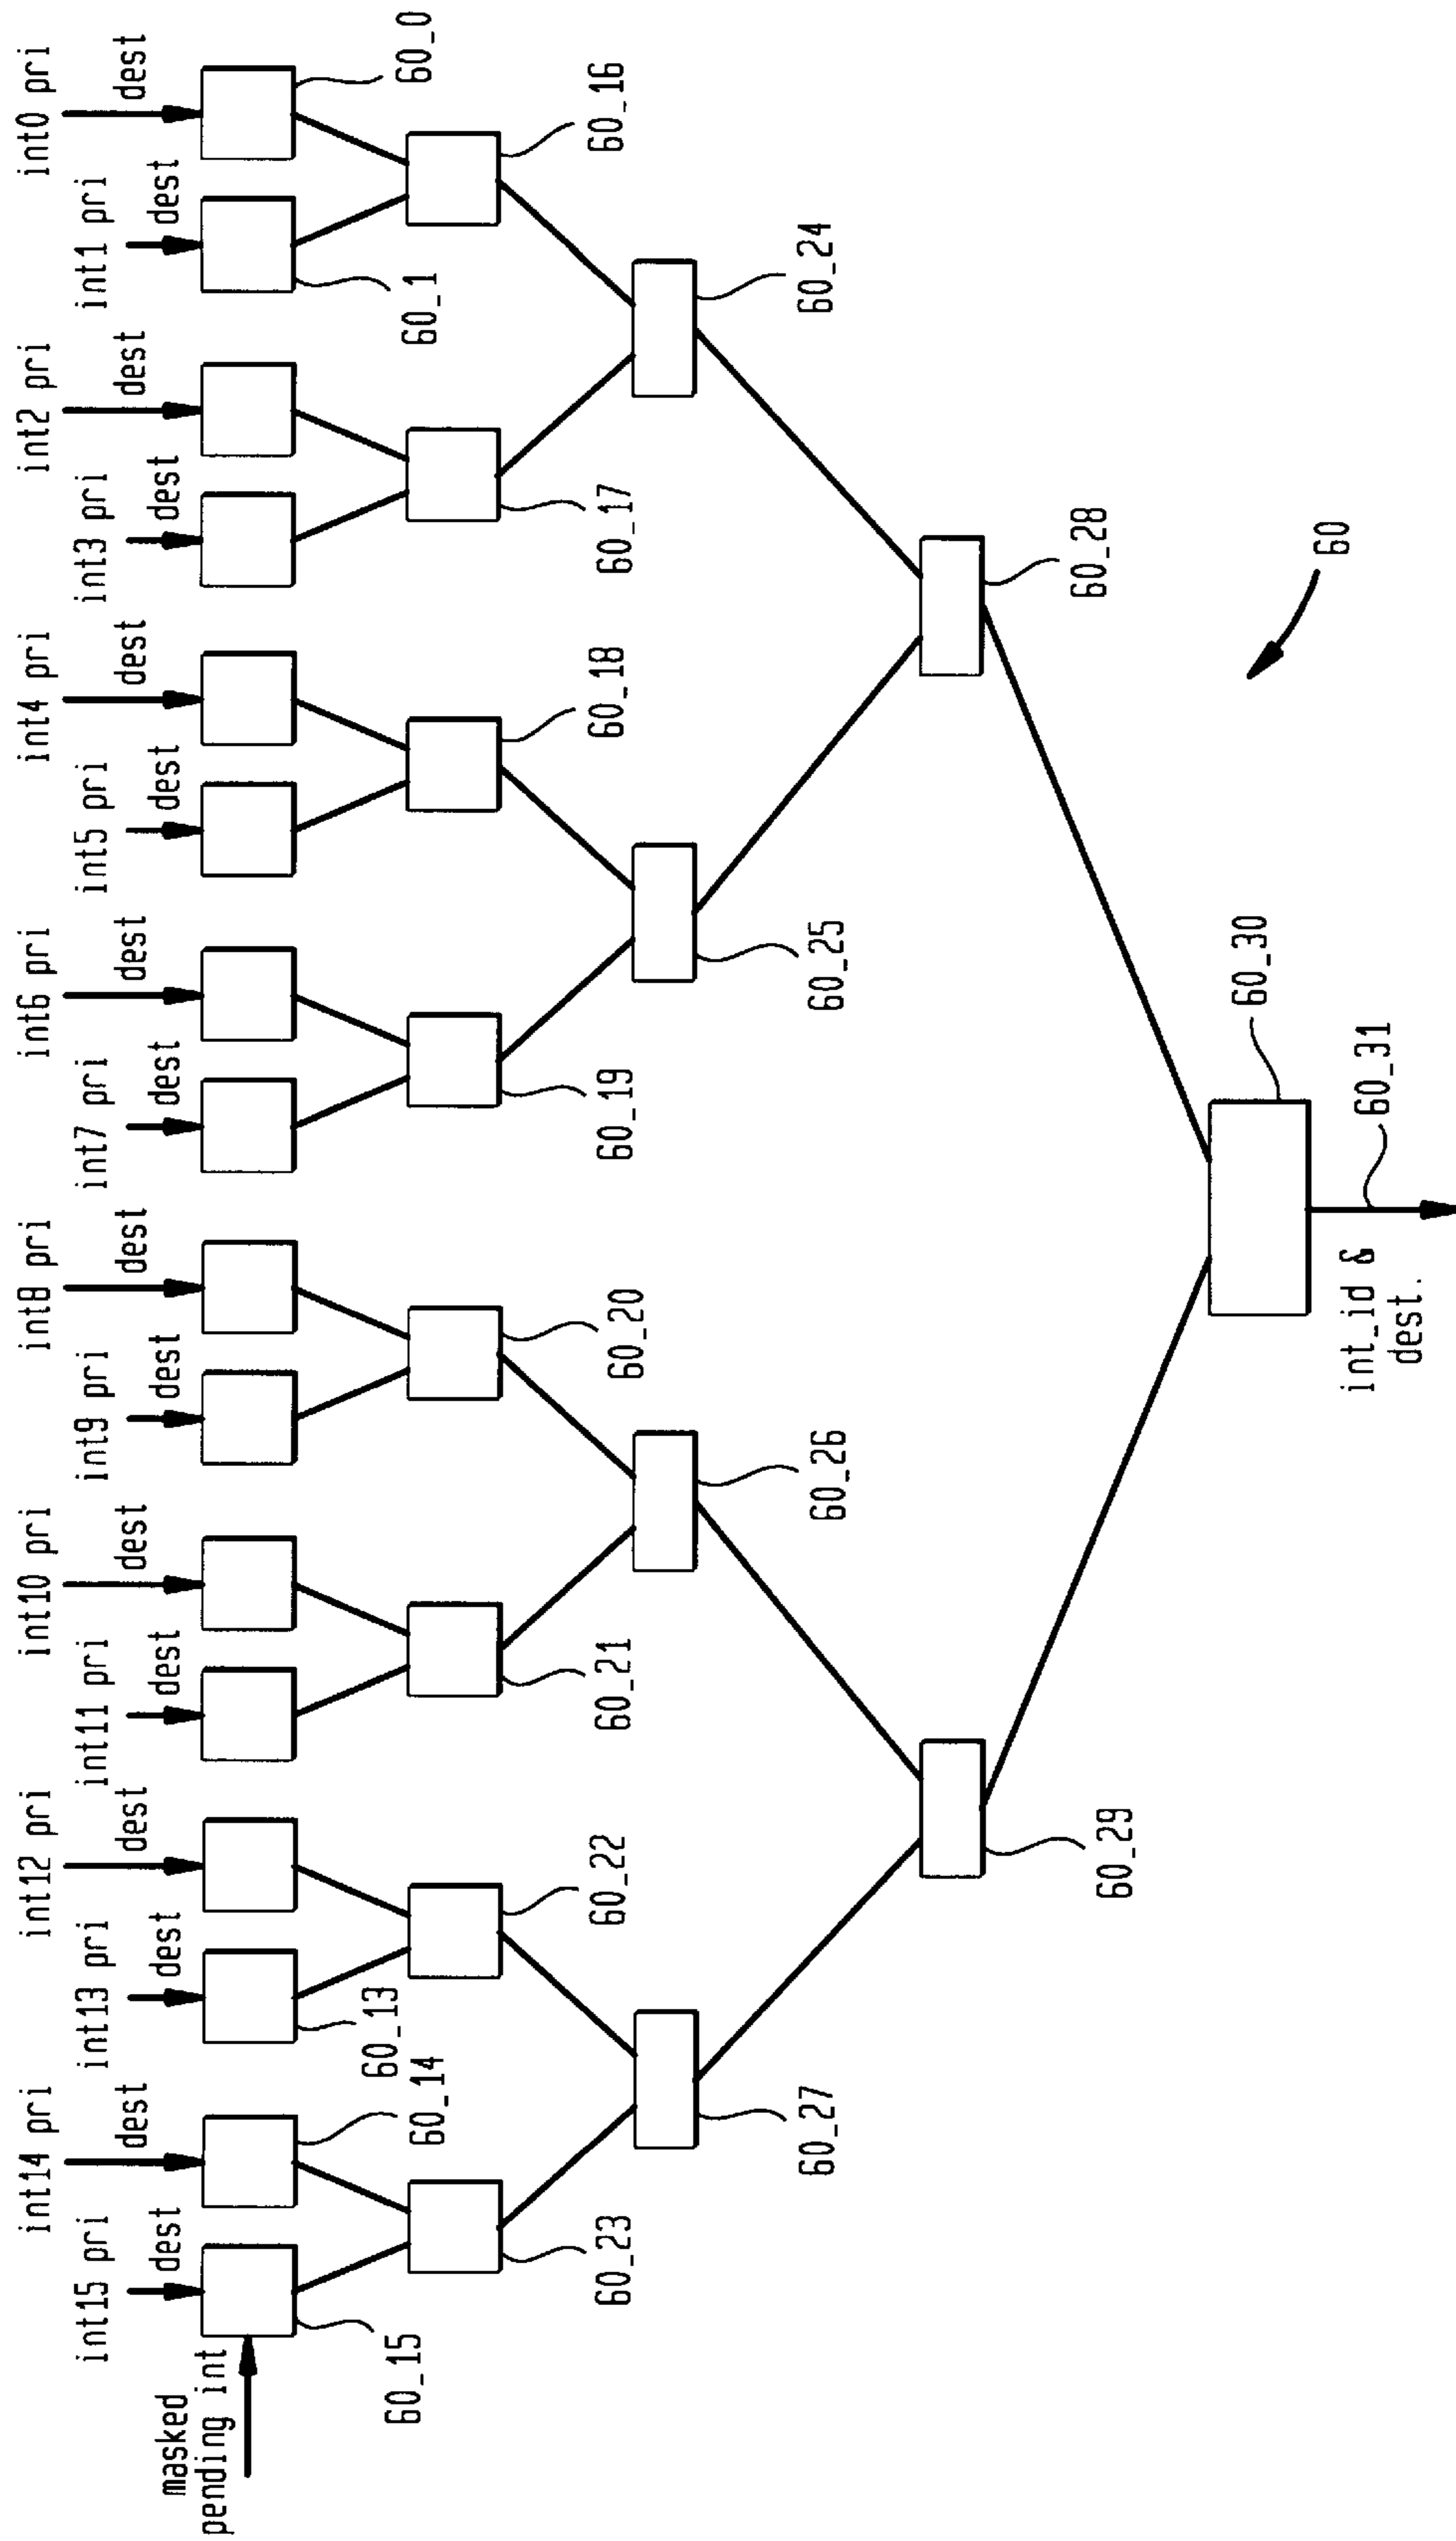 int0 pri
dest
60_0
int1 pri
dest
60_1
60_16
int2 pri
dest
int3 pri
dest
60_17
60_24
int4 pri
dest
int5 pri
dest
60_18
int6 pri
dest
int7 pri
dest
60_19
60_25
60_28
int8 pri
dest
int9 pri
dest
60_20
int10 pri
dest
int11 pri
dest
60_21
60_26
int12 pri
dest
int13 pri
dest
60_13
60_22
int14 pri
dest
60_14
int15 pri
dest
masked
pending int
60_15
60_23
60_27
60_29
60
60_30
60_31
int_id &
dest.